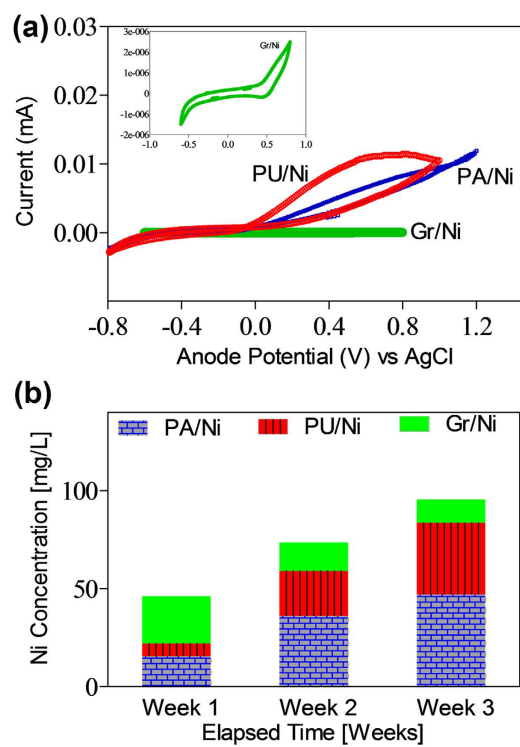 (a)
0.03
0.02
0.01
0.00
Current (mA)
3e-006
2e-006
1e-006
0
-1e-006
-2e-006
-1.0
-0.5
0.0
0.5
1.0
Gr/Ni
PU/Ni
PA/Ni
Gr/Ni
-0.8
-0.4
0.0
0.4
0.8
1.2
Anode Potential (V) vs AgCl
(b)
PA/Ni
PU/Ni
Gr/Ni
Ni Concentration [mg/L]
100
50
0
Week 1
Week 2
Week 3
Elapsed Time [Weeks]